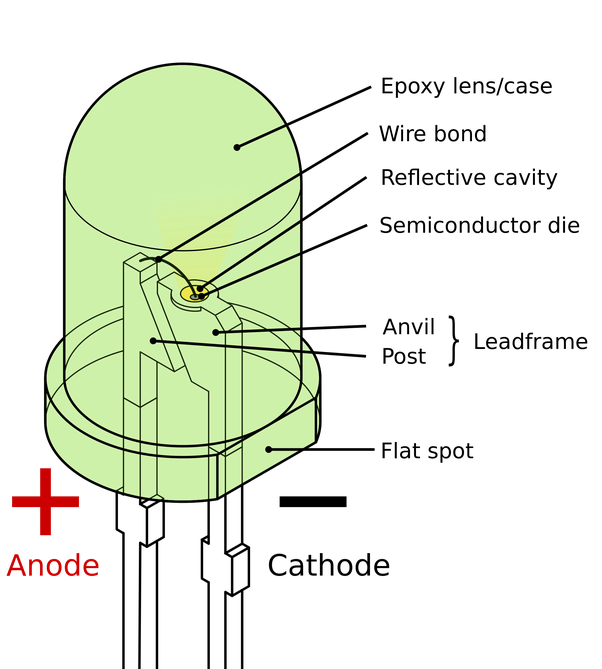 Epoxy lens/case
Wire bond
Reflective cavity
Semiconductor die
Anvil
Post
Leadframe
Flat spot
+
−
Anode
Cathode